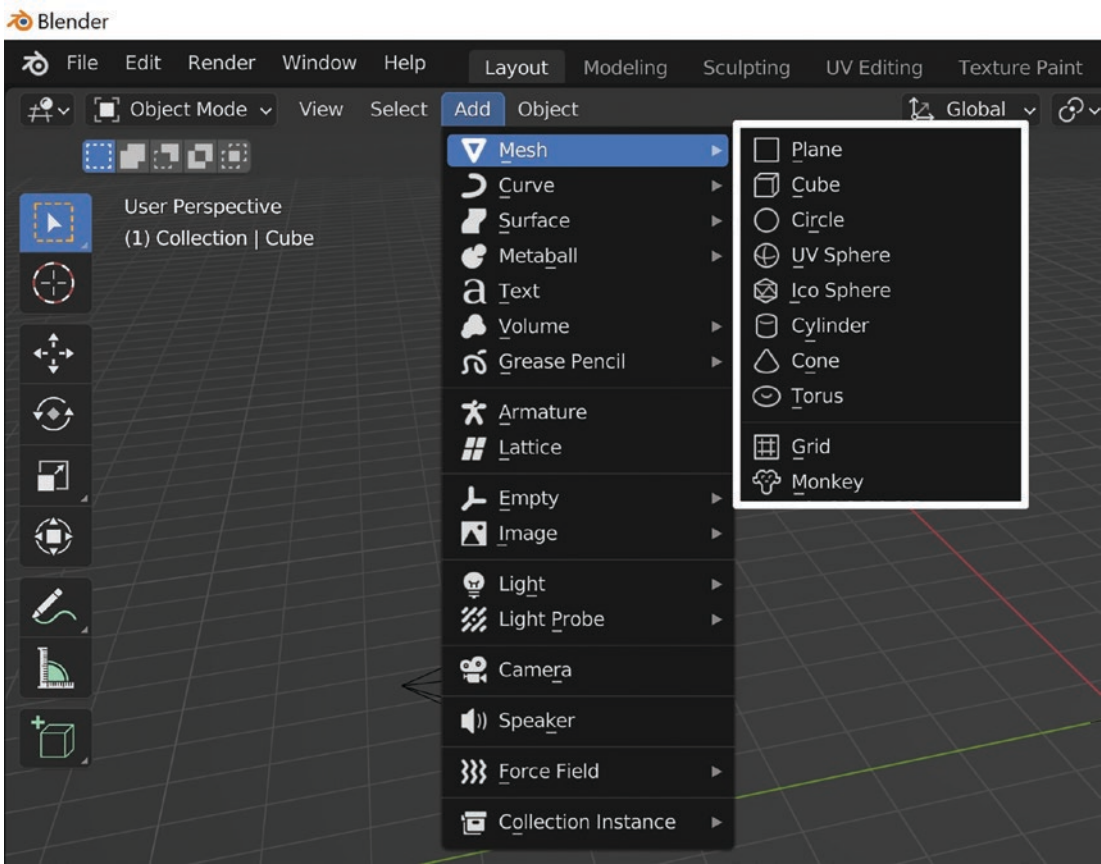 Blender
File Edit Render Window Help Layout Modeling Sculpting UV Editing Texture Paint
Object Mode View Select Add Object Global
User Perspective
(1) Collection | Cube
Mesh
Curve
Surface
Metaball
Text
Volume
Grease Pencil
Armature
Lattice
Empty
Image
Light
Light Probe
Camera
Speaker
Force Field
Collection Instance
Plane
Cube
Circle
UV Sphere
Ico Sphere
Cylinder
Cone
Torus
Grid
Monkey